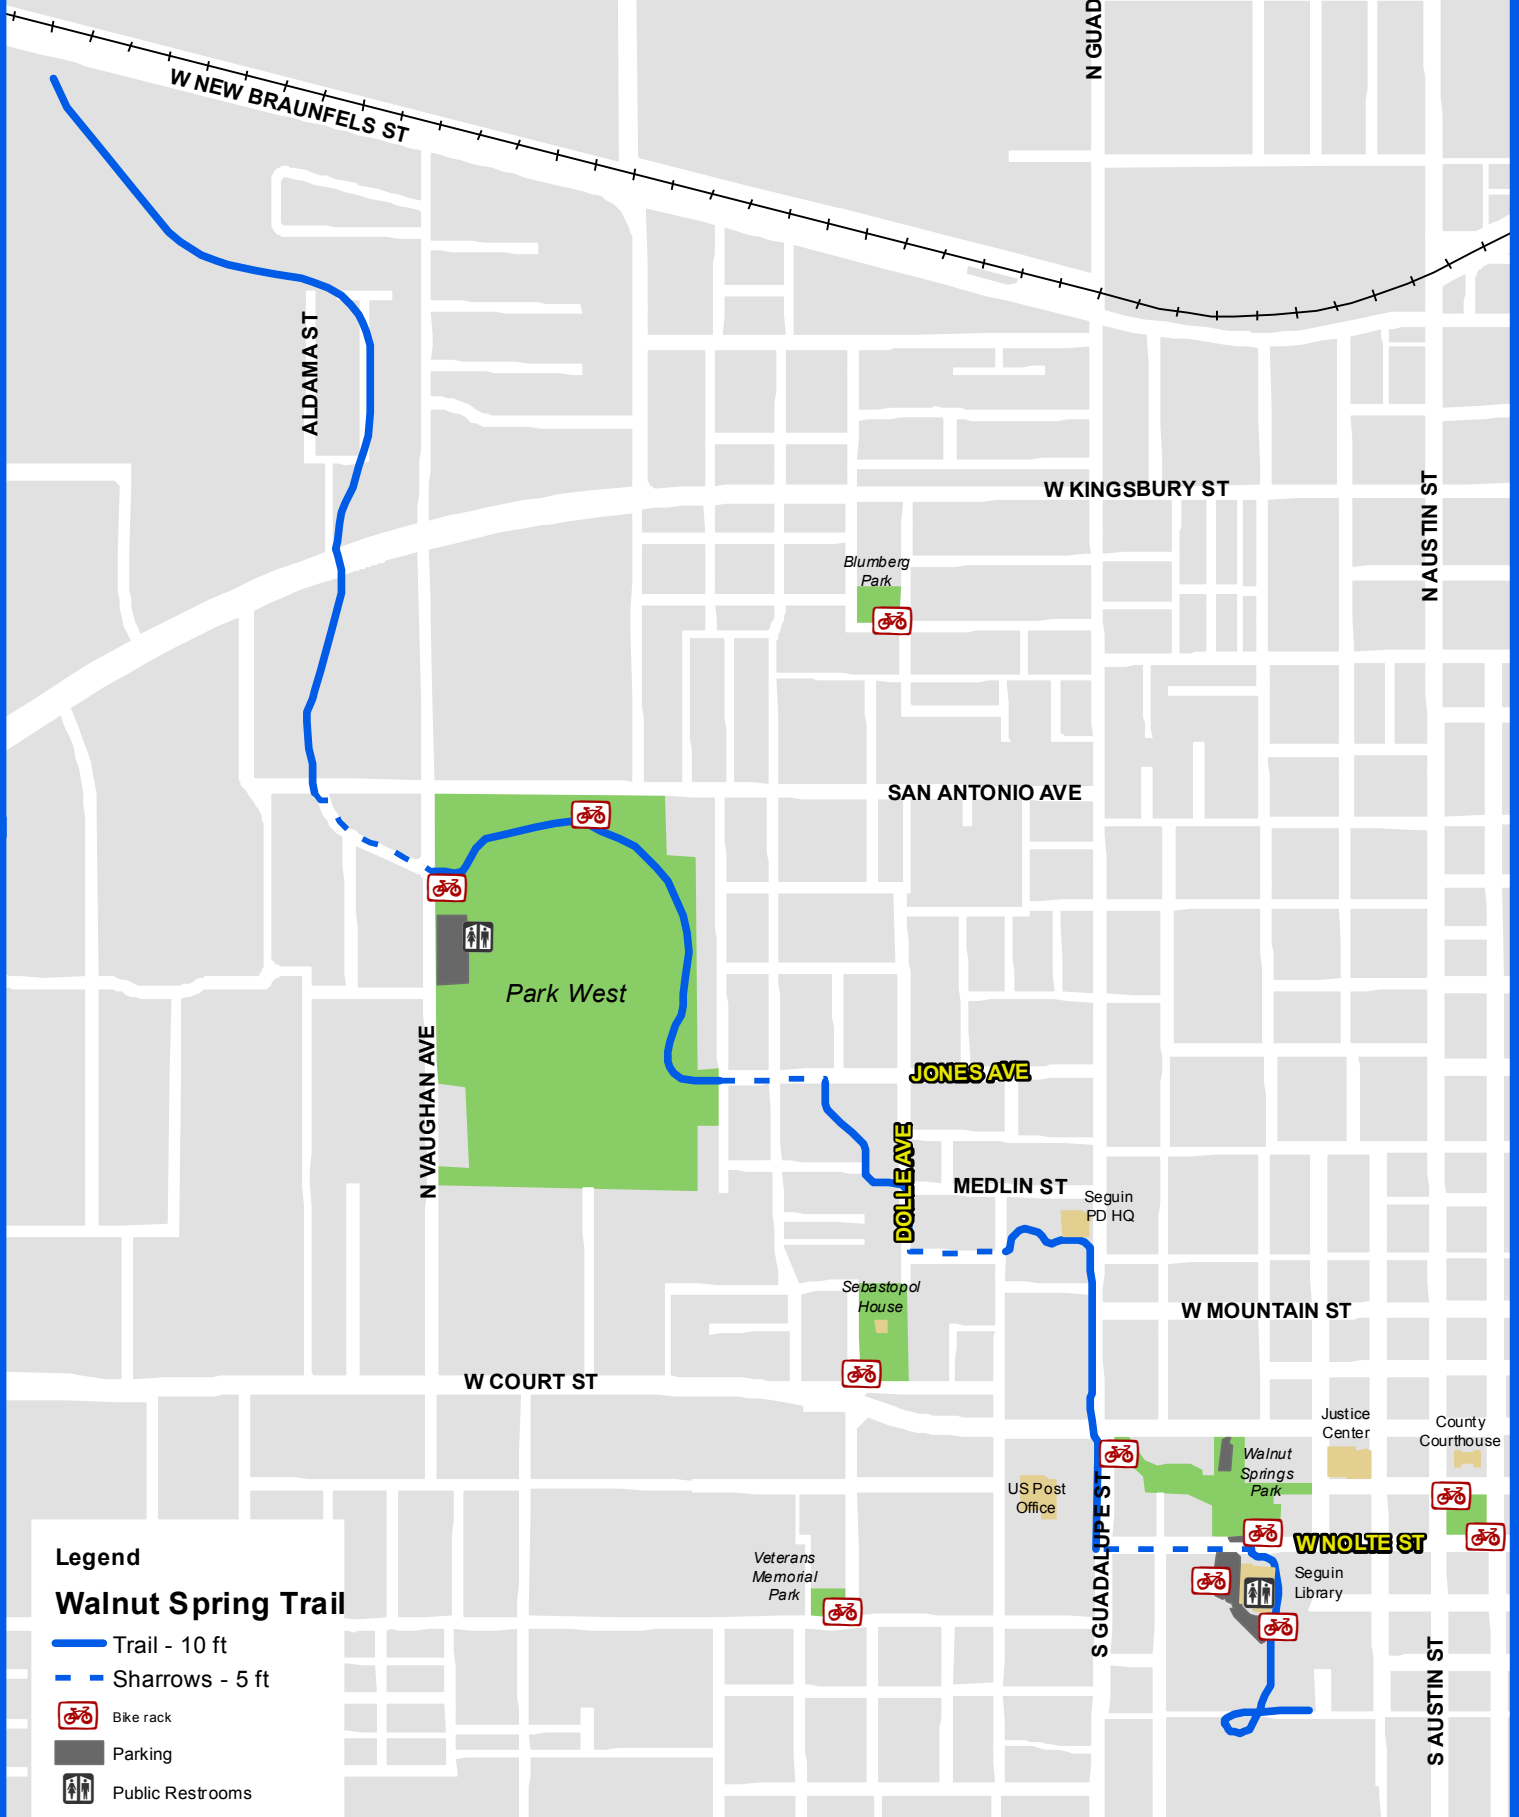 N GUAD
W NEW BRAUNFELS ST
ALDAMA ST
W KINGSBURY ST
N AUSTIN ST
Blumberg
Park
SAN ANTONIO AVE
Park West
N VAUGHAN AVE
JONES AVE
DOLLE AVE
MEDLIN ST
Seguin
PD HQ
Sebastopol
House
W MOUNTAIN ST
W COURT ST
Justice
Center
County
Courthouse
Walnut
Springs
Park
US Post
Office
S GUADALUPE ST
W NOLTE ST
Veterans
Memorial
Park
Seguin
Library
S AUSTIN ST
Legend
Walnut Spring Trail
Trail - 10 ft
Sharrows - 5 ft
Bike rack
Parking
Public Restrooms